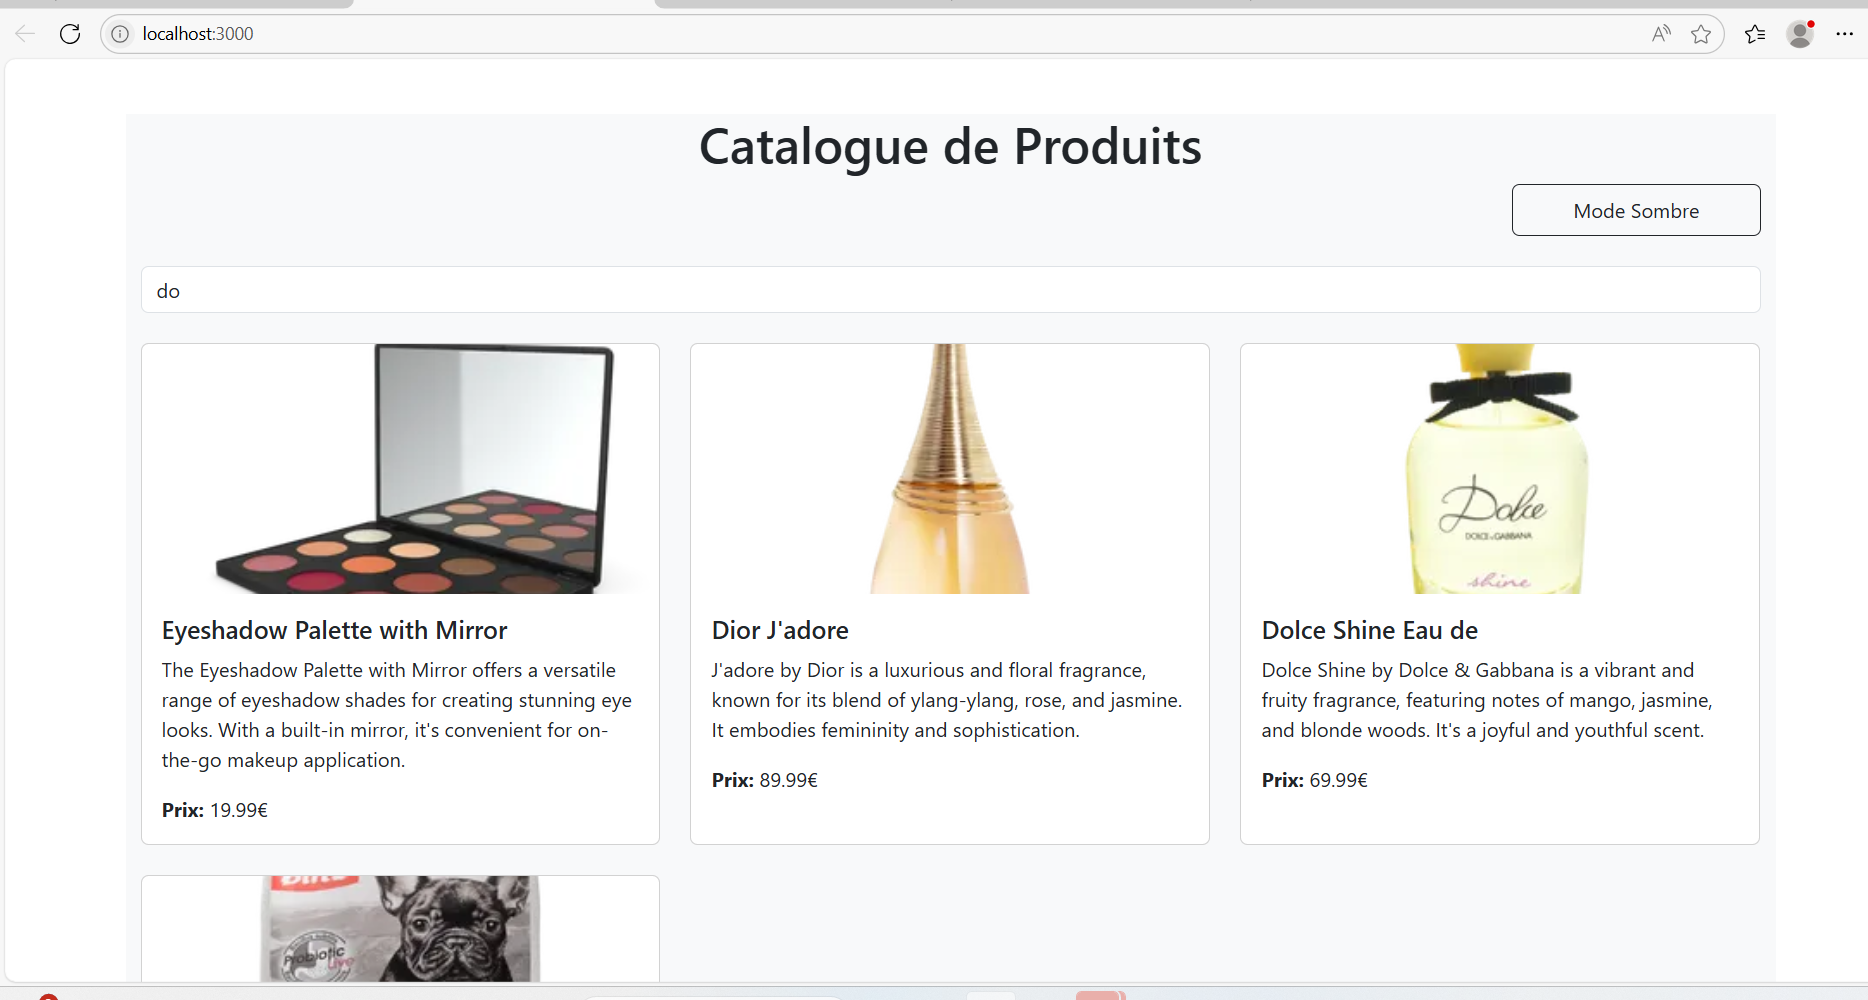 localhost:3000
Catalogue de Produits
Mode Sombre
do
Dolce
DOLCE & GABBANA
shine
Eyeshadow Palette with Mirror
The Eyeshadow Palette with Mirror offers a versatile
range of eyeshadow shades for creating stunning eye
looks. With a built-in mirror, it's convenient for on-
the-go makeup application.
Prix: 19.99€
Dior J'adore
J'adore by Dior is a luxurious and floral fragrance,
known for its blend of ylang-ylang, rose, and jasmine.
It embodies femininity and sophistication.
Prix: 89.99€
Dolce Shine Eau de
Dolce Shine by Dolce & Gabbana is a vibrant and
fruity fragrance, featuring notes of mango, jasmine,
and blonde woods. It's a joyful and youthful scent.
Prix: 69.99€
Probiotic
live